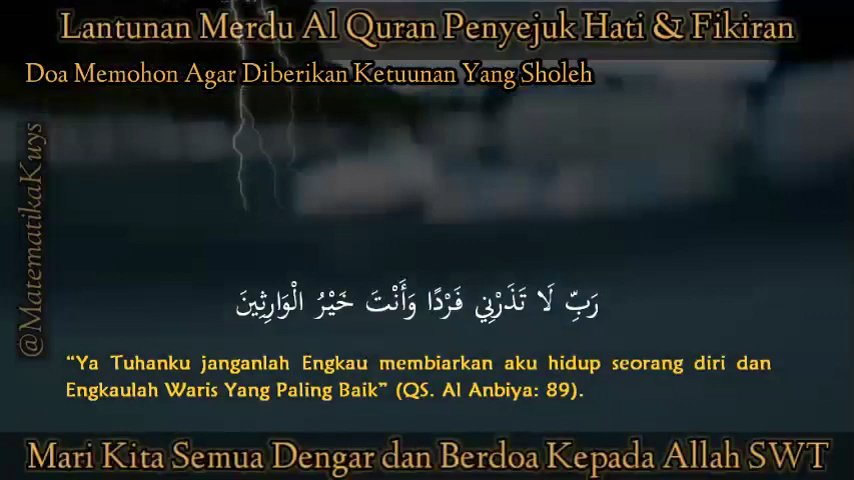 Lantunan Merdu Al Quran Penyejuk Hati & Fikiran
Doa Memohon Agar Diberikan Ketuunan Yang Sholeh
@MatematikaKuys
رَبِّ لَا تَذَرْنِي فَرْدًا وَأَنْتَ خَيْرُ الْوَارِثِينَ
“Ya Tuhanku janganlah Engkau membiarkan aku hidup seorang diri dan
Engkaulah Waris Yang Paling Baik” (QS. Al Anbiya: 89).
Mari Kita Semua Dengar dan Berdoa Kepada Allah SWT